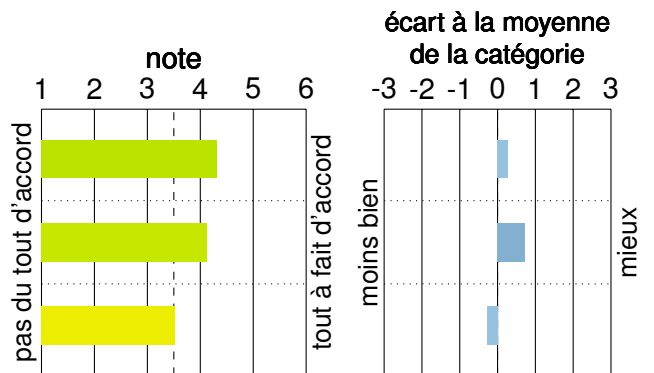 note
1 2 3 4 5 6
pas du tout d'accord
tout à fait d'accord
écart à la moyenne
de la catégorie
-3 -2 -1 0 1 2 3
moins bien
mieux